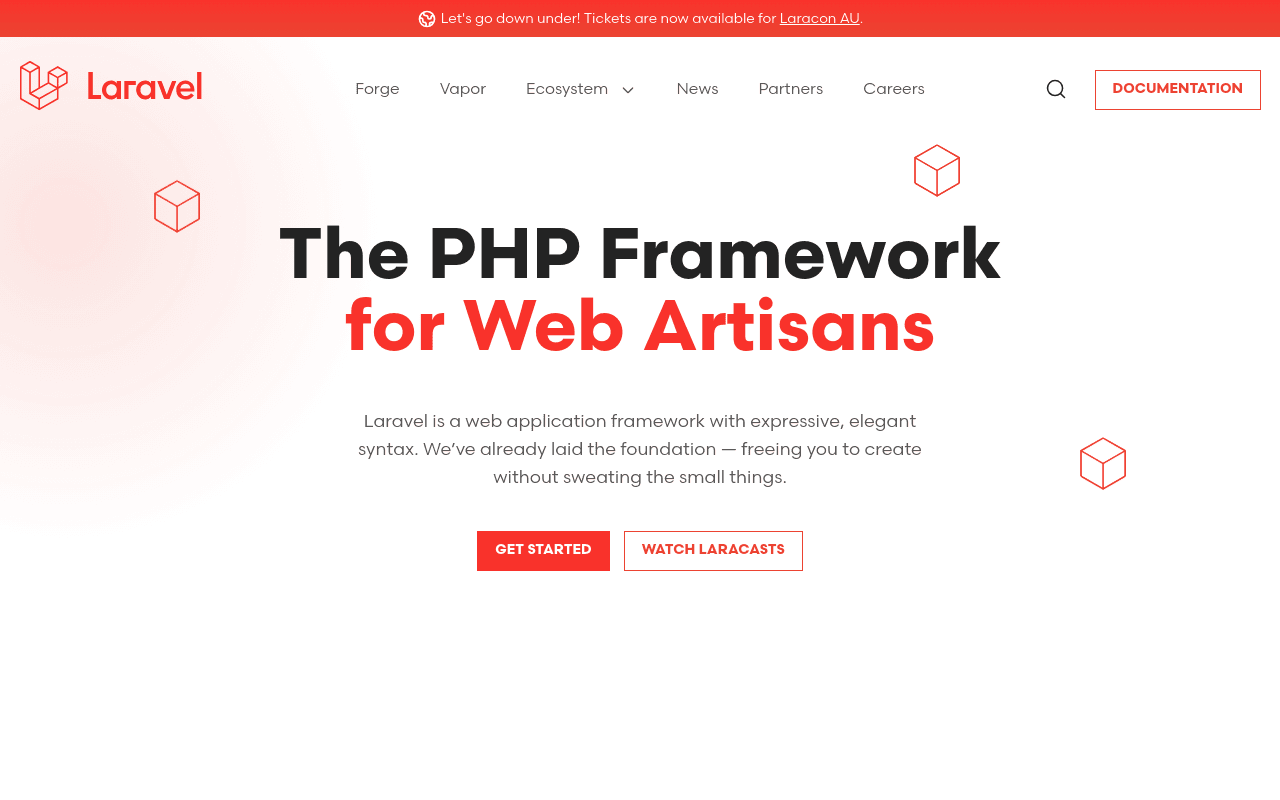 Let's go down under! Tickets are now available for Laracon AU.
Laravel
Forge
Vapor
Ecosystem
News
Partners
Careers
DOCUMENTATION
The PHP Framework
for Web Artisans
Laravel is a web application framework with expressive, elegant
syntax. We’ve already laid the foundation — freeing you to create
without sweating the small things.
GET STARTED
WATCH LARACASTS